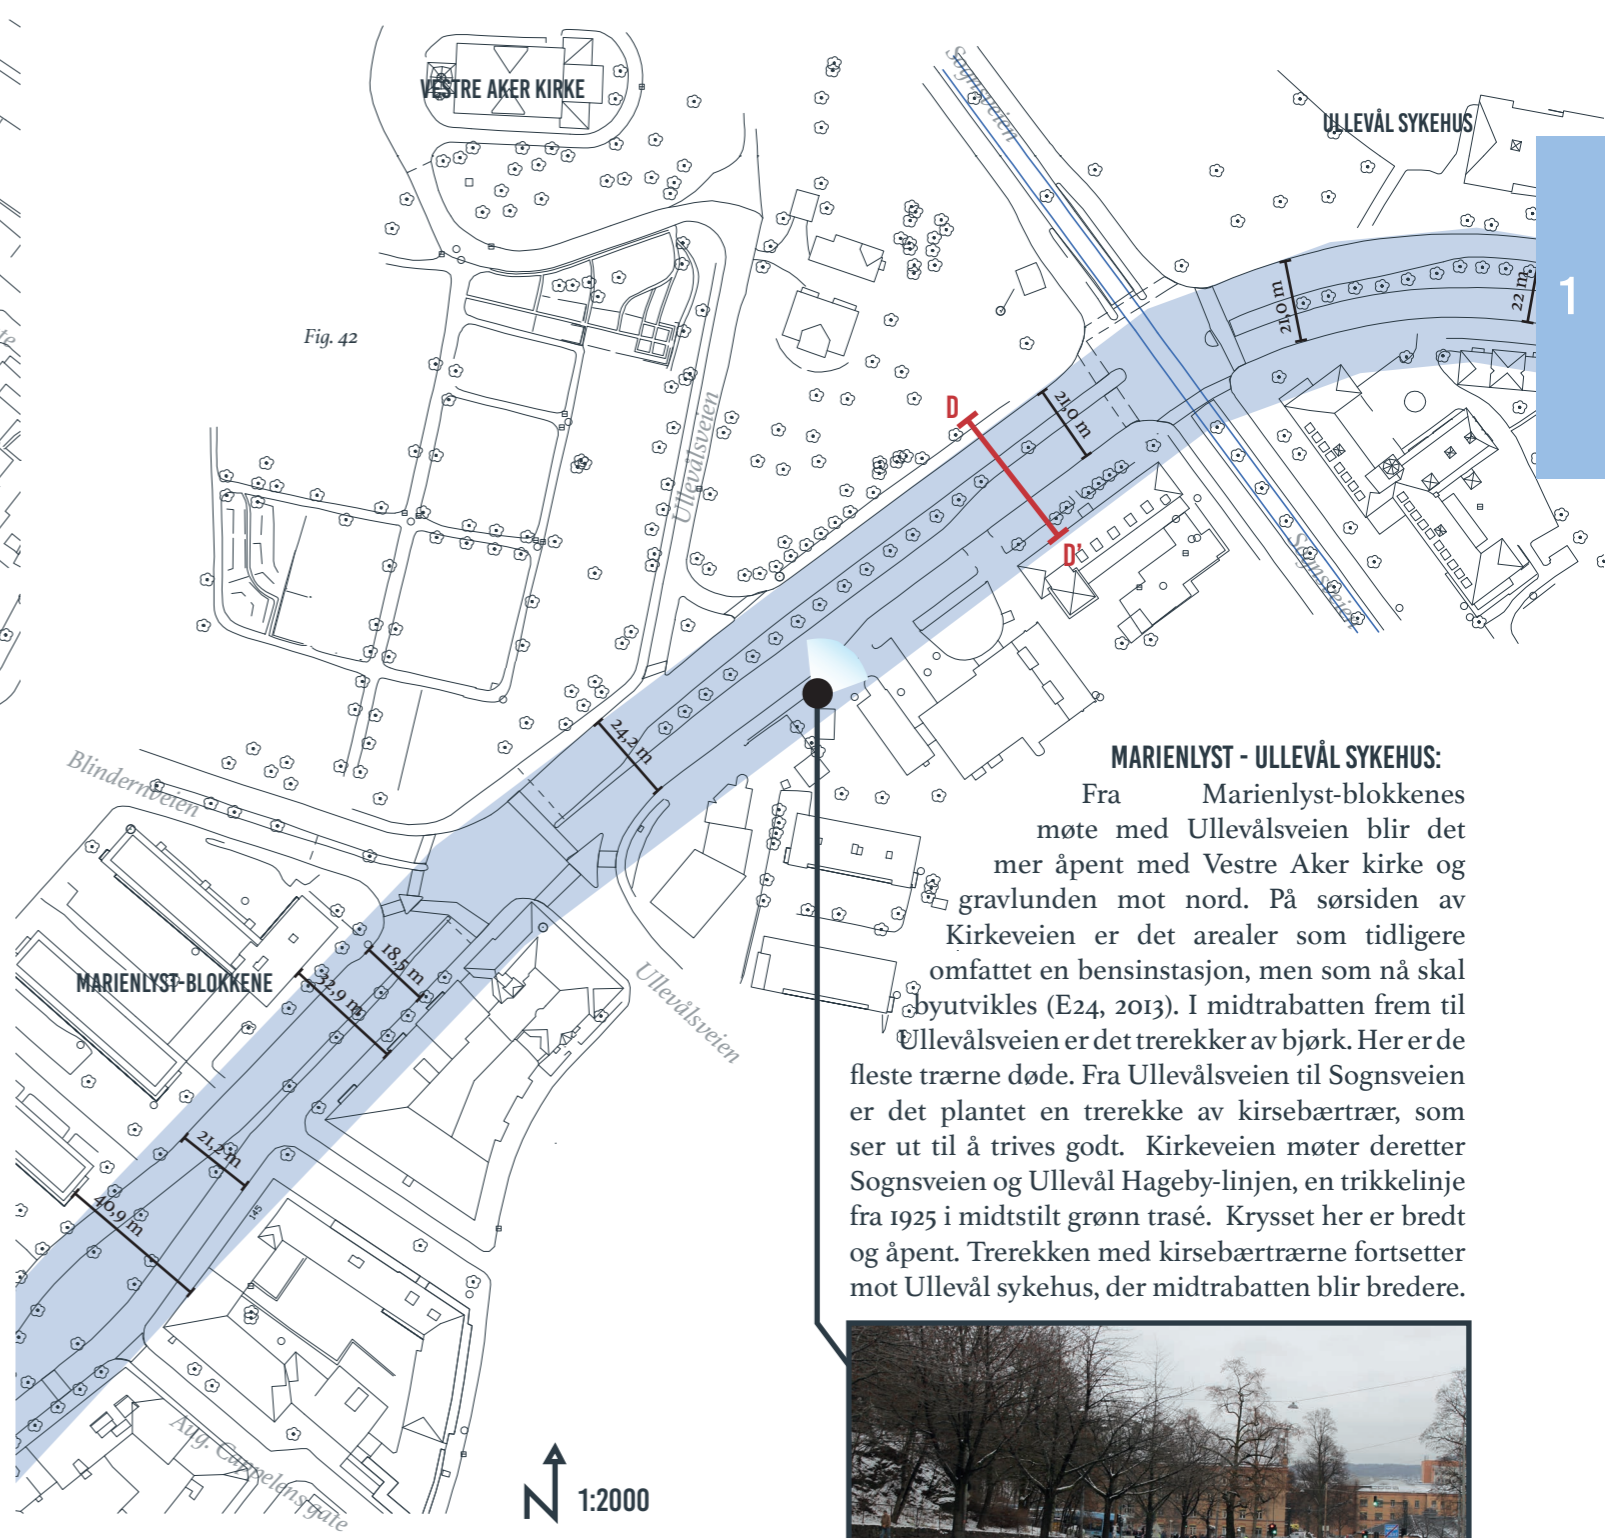 VESTRE AKER KIRKE
Sognsveien
ULLEVÅL SYKEHUS
1
21,0 m
22 m
Fig. 42
Ullevålsveien
D
21,0 m
D'
Sognsveien
24,2 m
Blindernveien
MARIENLYST-BLOKKENE
18,5 m
32,9 m
Ullevålsveien
21,2 m
40,9 m
145
Aug. Cappelens gate
N
1:2000
MARIENLYST - ULLEVÅL SYKEHUS:
Fra Marienlyst-blokkenes
møte med Ullevålsveien blir det
mer åpent med Vestre Aker kirke og
gravlunden mot nord. På sørsiden av
Kirkeveien er det arealer som tidligere
omfattet en bensinstasjon, men som nå skal
byutvikles (E24, 2013). I midtrabatten frem til
Ullevålsveien er det trerekker av bjørk. Her er de
fleste trærne døde. Fra Ullevålsveien til Sognsveien
er det plantet en trerekke av kirsebærtrær, som
ser ut til å trives godt. Kirkeveien møter deretter
Sognsveien og Ullevål Hageby-linjen, en trikkelinje
fra 1925 i midtstilt grønn trasé. Krysset her er bredt
og åpent. Trerekken med kirsebærtrærne fortsetter
mot Ullevål sykehus, der midtrabatten blir bredere.